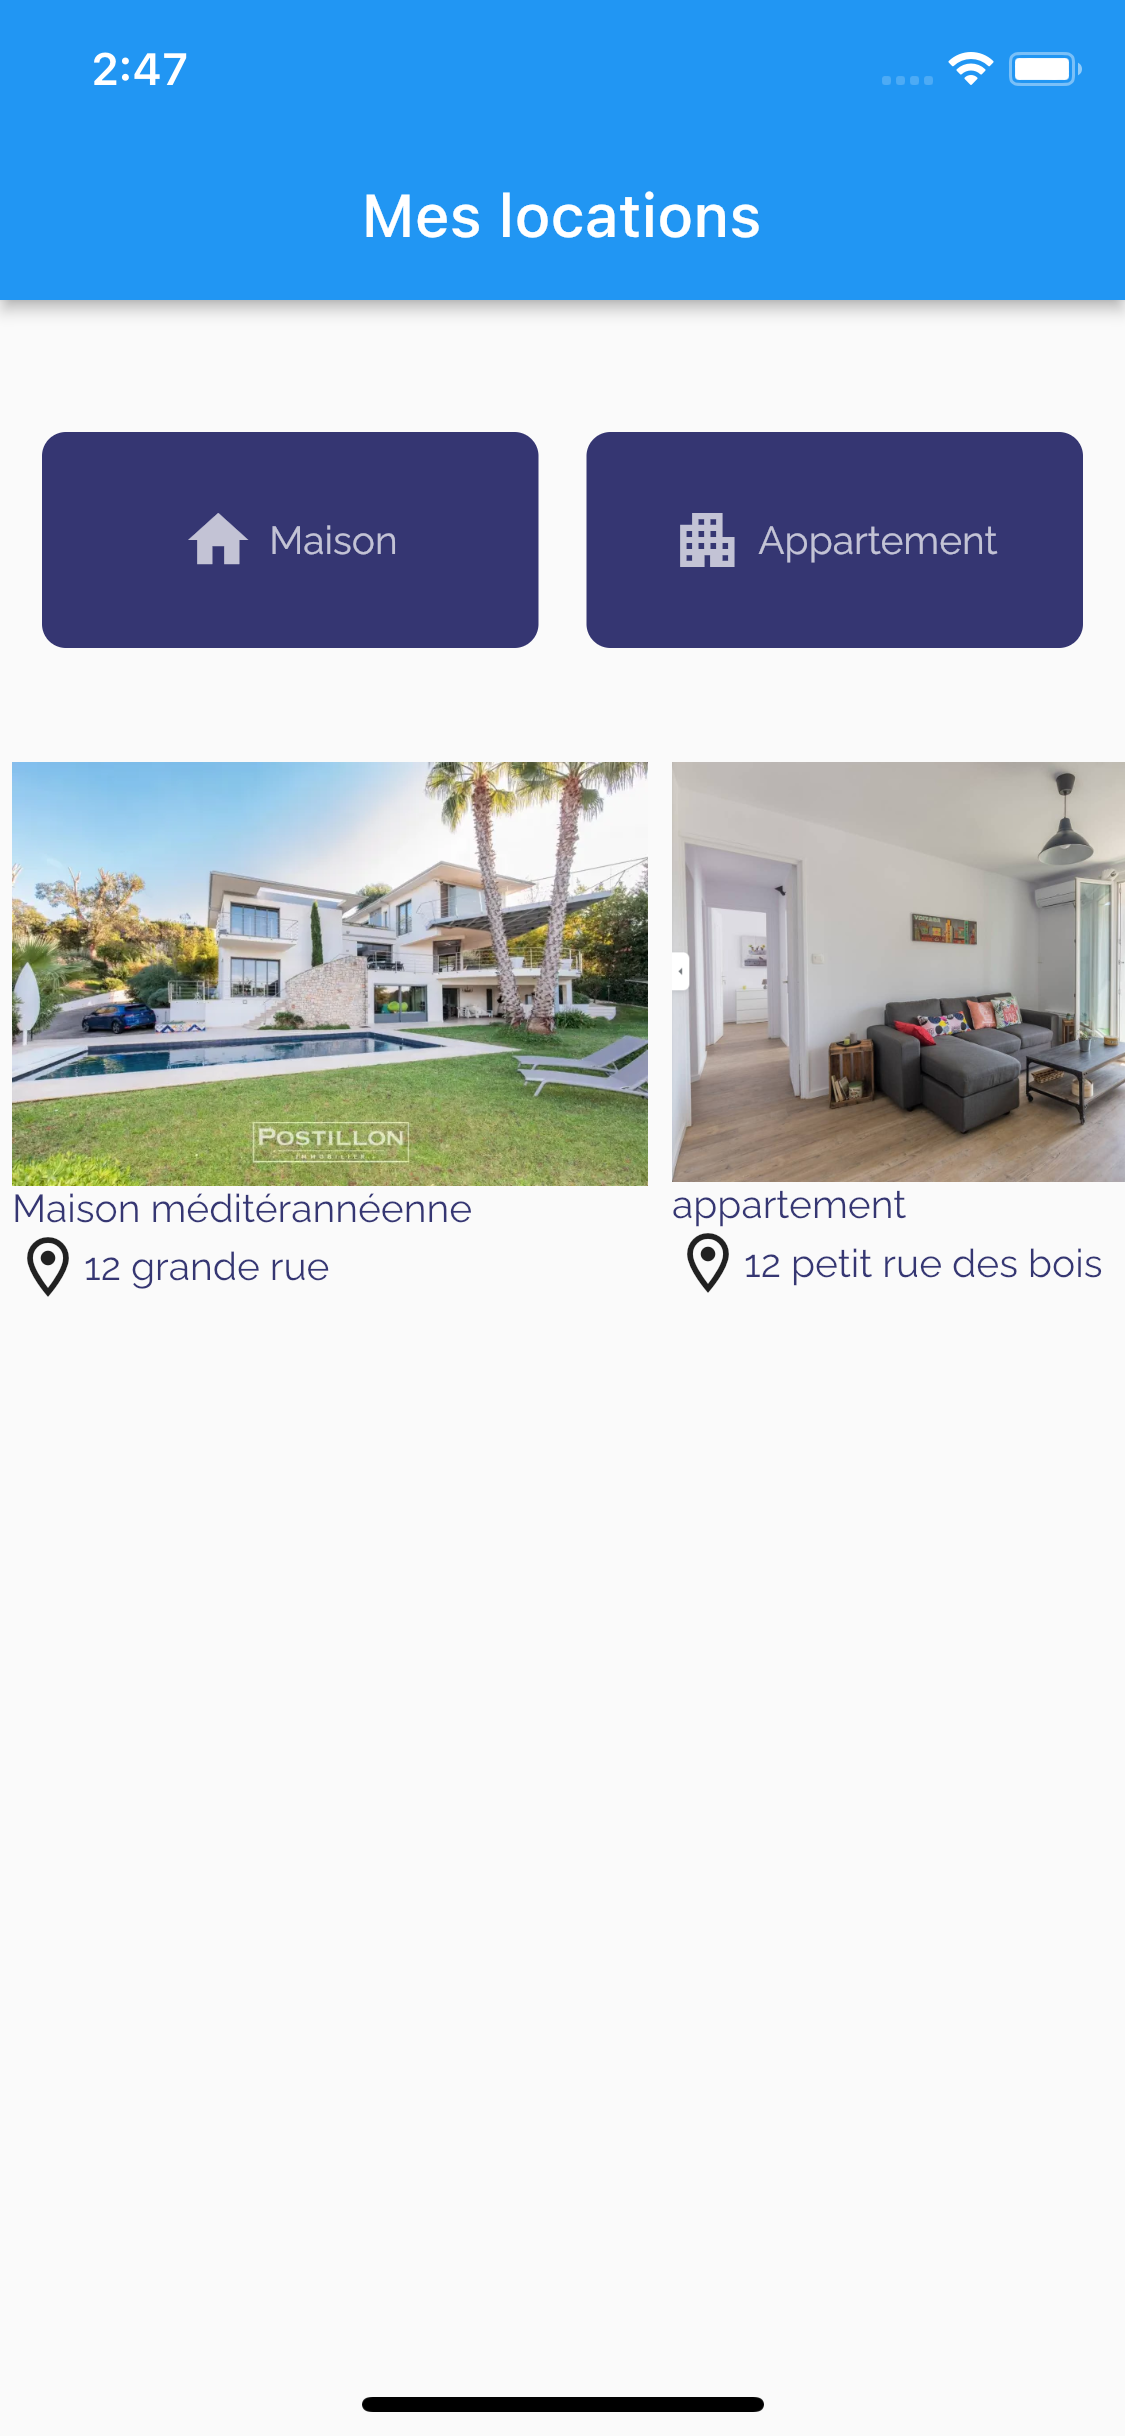 2:47
Mes locations
Maison
Appartement
POSTILLON
IMMOBILIER
Maison méditérannéenne
12 grande rue
appartement
12 petit rue des bois